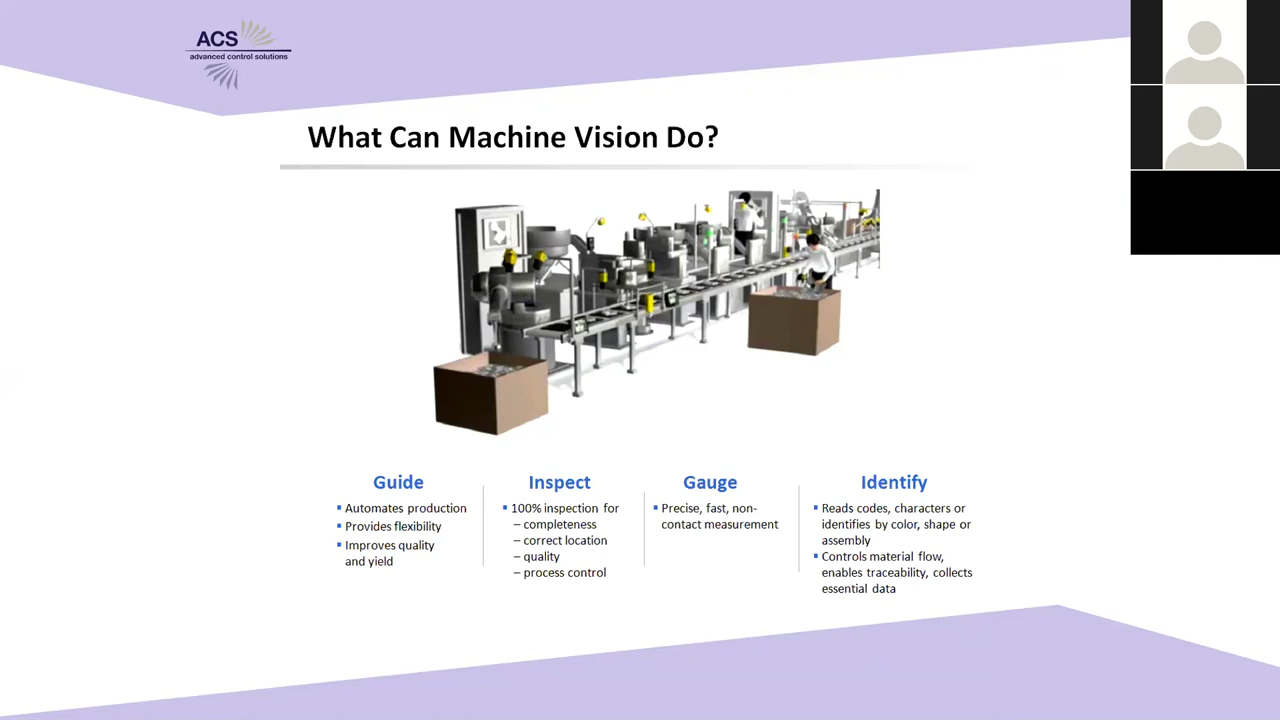 ACS
advanced control solutions
What Can Machine Vision Do?
Guide
▪ Automates production
▪ Provides flexibility
▪ Improves quality
and yield
Inspect
▪ 100% inspection for
– completeness
– correct location
– quality
– process control
Gauge
▪ Precise, fast, non-
contact measurement
Identify
▪ Reads codes, characters or
identifies by color, shape or
assembly
▪ Controls material flow,
enables traceability, collects
essential data